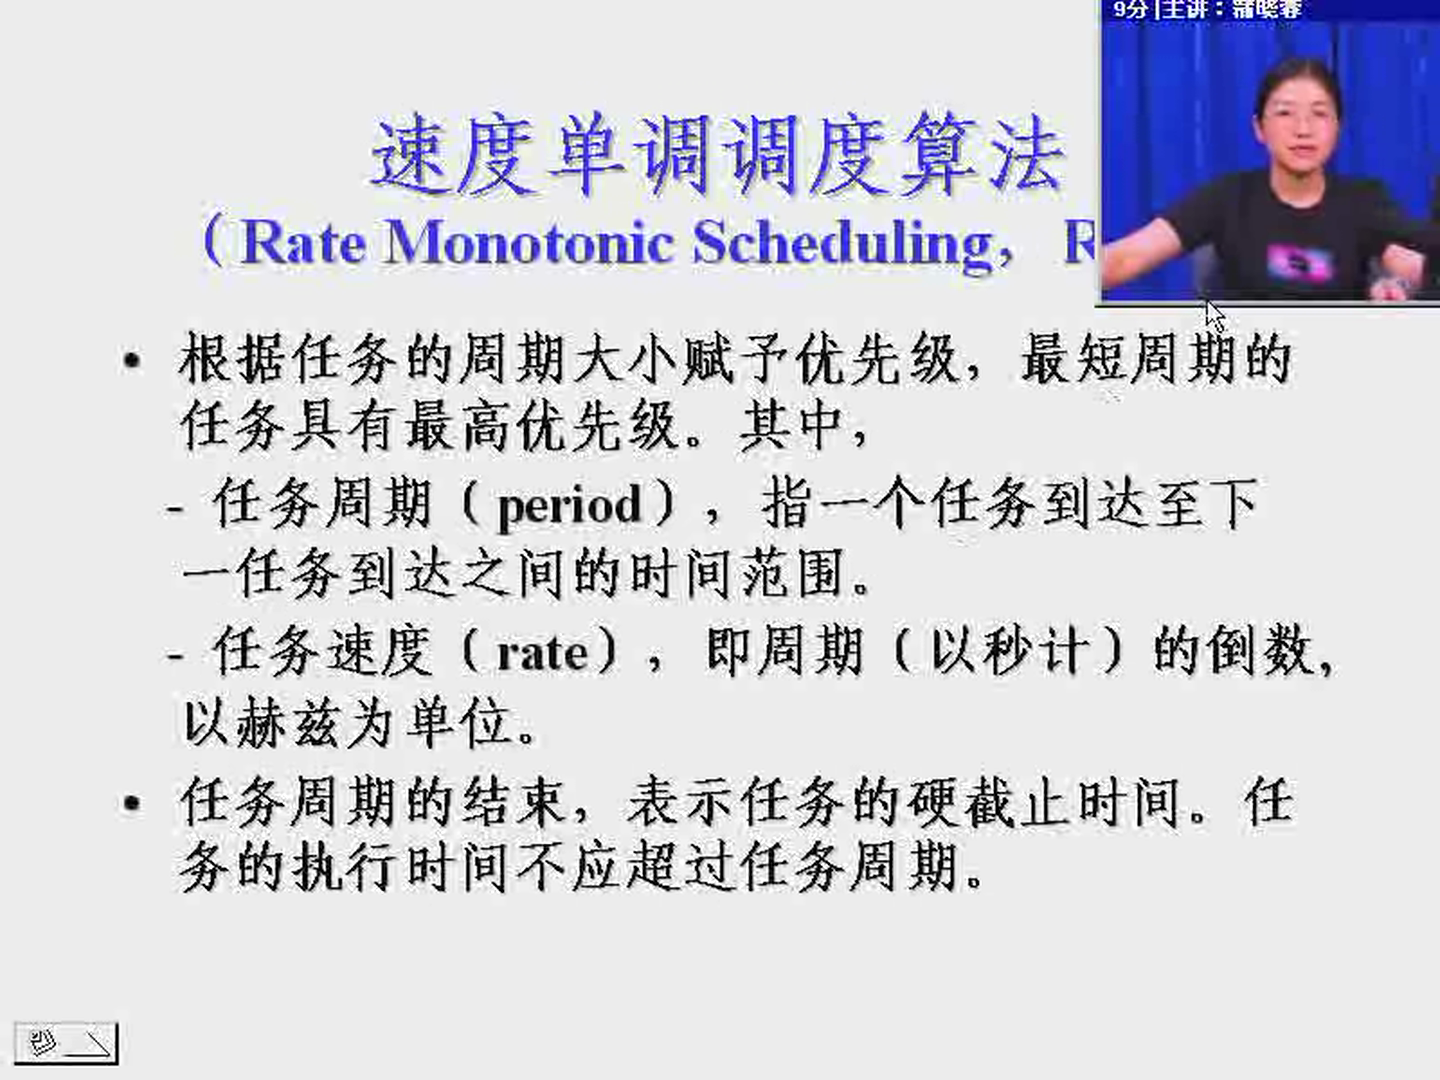 9分 |主讲：蒲晓蓉
速度单调调度算法
（Rate Monotonic Scheduling， R
• 根据任务的周期大小赋予优先级，最短周期的
任务具有最高优先级。其中，
- 任务周期（period），指一个任务到达至下
一任务到达之间的时间范围。
- 任务速度（rate），即周期（以秒计）的倒数，
以赫兹为单位。
• 任务周期的结束，表示任务的硬截止时间。任
务的执行时间不应超过任务周期。